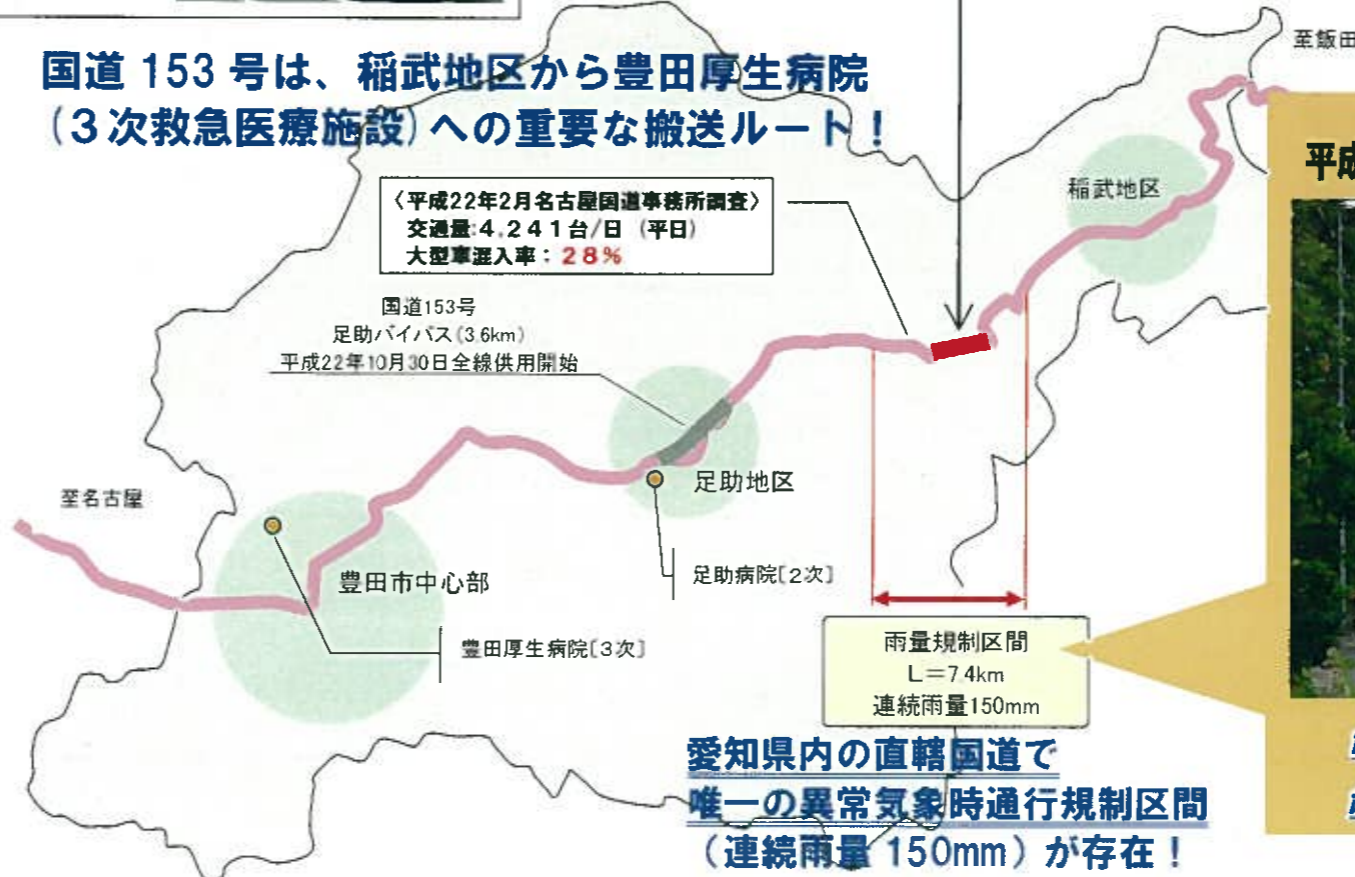 国道 153 号は、稲武地区から豊田厚生病院
(3次救急医療施設)への重要な搬送ルート!
至飯田
平成
稲武地区
〈平成22年2月名古屋国道事務所調査〉
交通量:4,241台/日 (平日)
大型車混入率:28%
国道153号
足助バイパス(3.6km)
平成22年10月30日全線供用開始
至名古屋
足助地区
豊田市中心部
足助病院[2次]
豊田厚生病院[3次]
雨量規制区間
L=7.4km
連続雨量150mm
愛知県内の直轄国道で
唯一の異常気象時通行規制区間
(連続雨量 150mm)が存在!